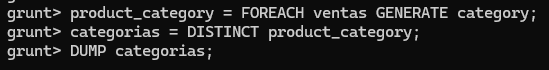 grunt> product_category = FOREACH ventas GENERATE category;
grunt> categorias = DISTINCT product_category;
grunt> DUMP categorias;